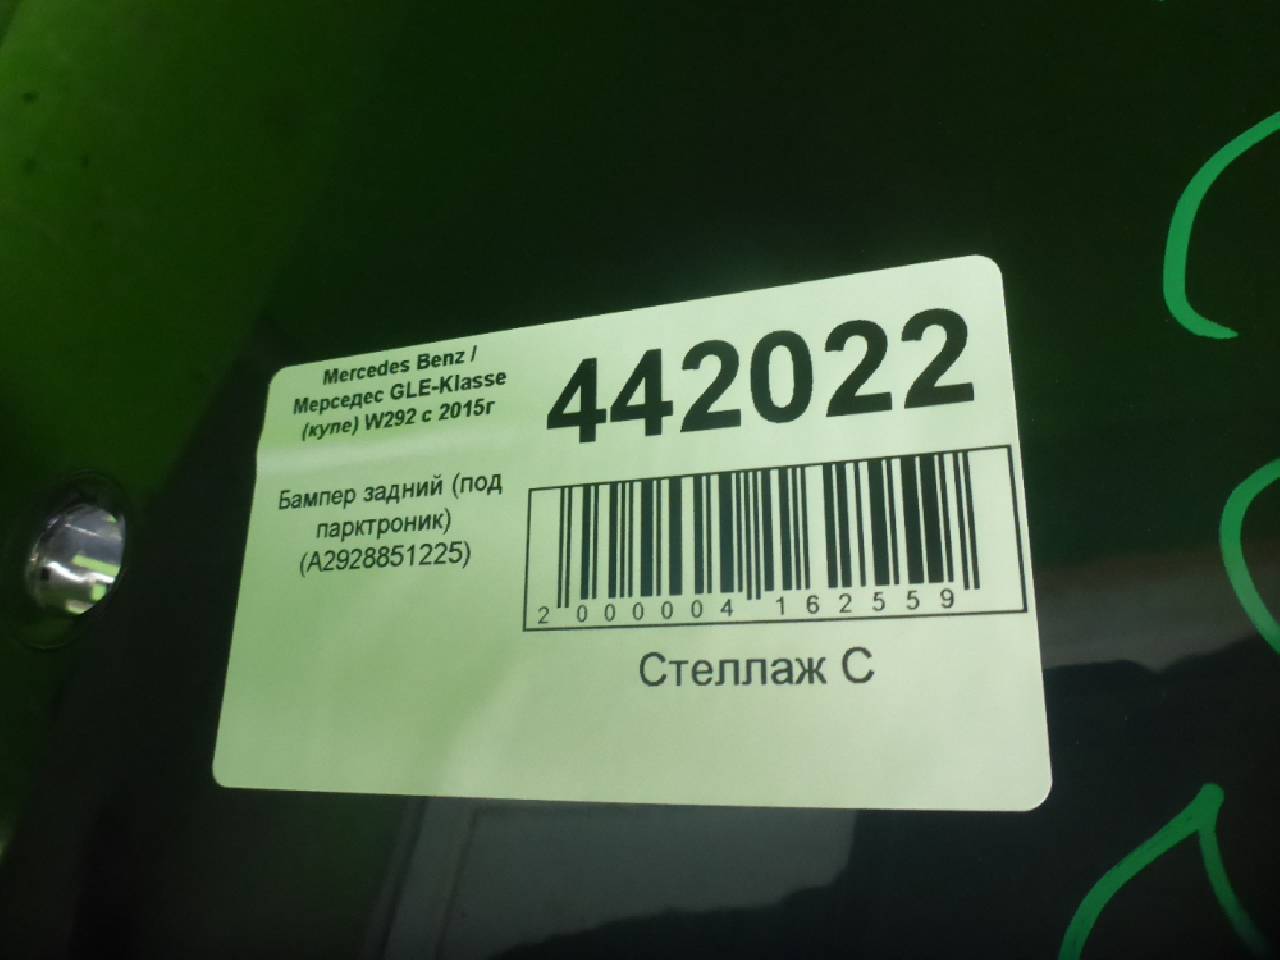 Mercedes Benz /
Мерседес GLE-Klasse
(купе) W292 с 2015г
442022
Бампер задний (под
парктроник)
(A2928851225)
2 000004 162559
Стеллаж С